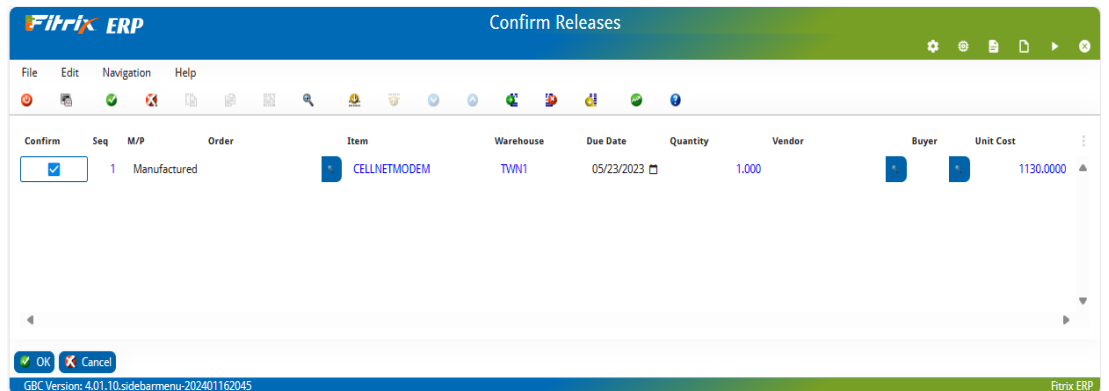 Fitrix ERP
Confirm Releases
File Edit Navigation Help
Confirm Seq M/P Order Item Warehouse Due Date Quantity Vendor Buyer Unit Cost
1 Manufactured CELLNETMODEM TWN1 05/23/2023 1.000 1130.0000
OK Cancel
GBC Version: 4.01.10.sidebarmenu-202401162045 Fitrix ERP